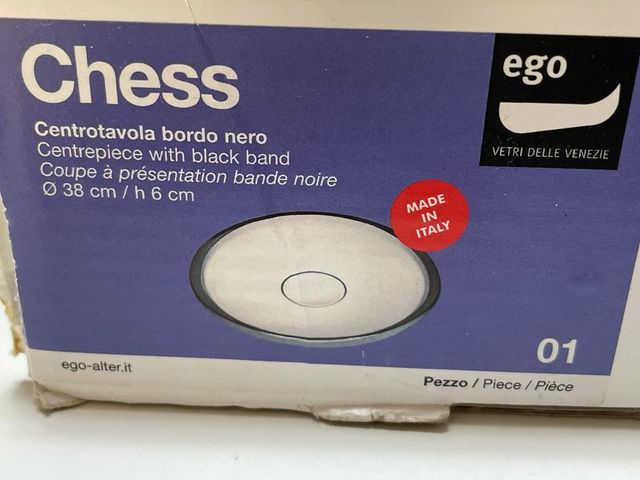 Chess
Centrotavola bordo nero
Centrepiece with black band
Coupe à présentation bande noire
Ø 38 cm / h 6 cm
ego
VETRI DELLE VENEZIE
MADE
IN
ITALY
01
ego-alter.it
Pezzo / Piece / Pièce